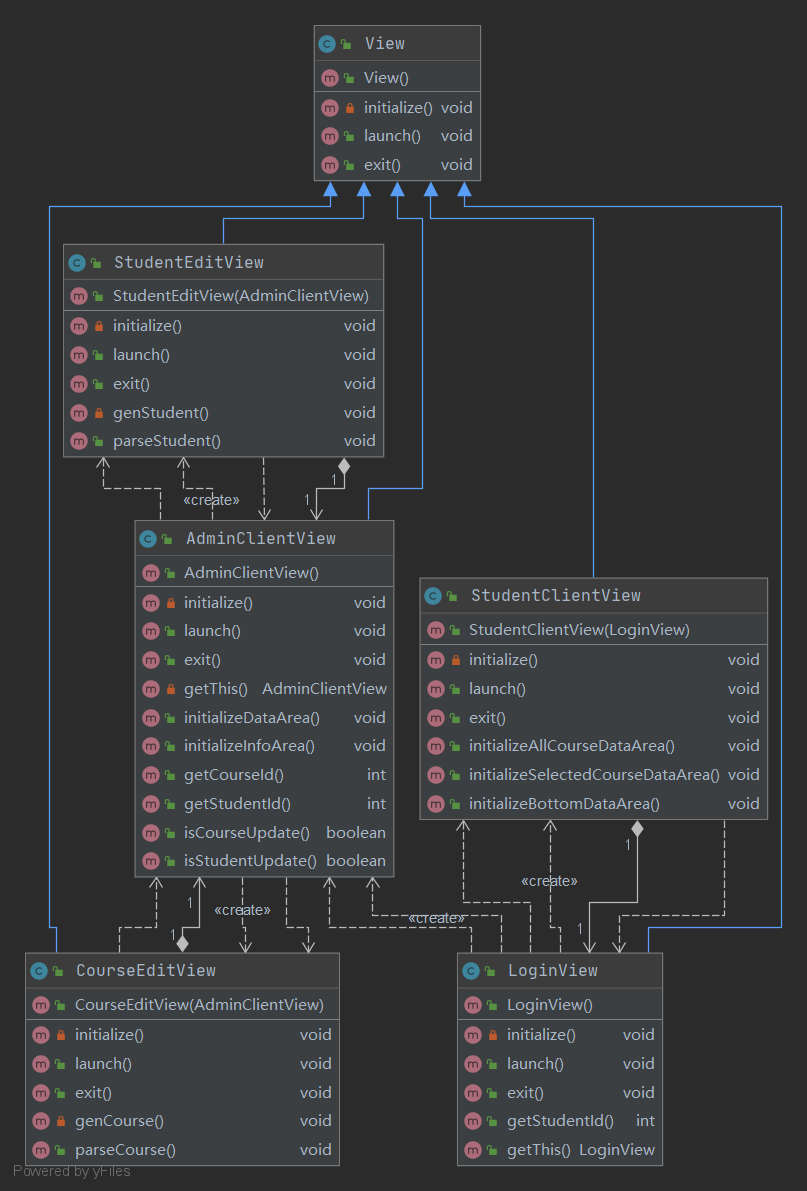 View
View()
initialize() void
launch() void
exit() void
StudentEditView
StudentEditView(AdminClientView)
initialize() void
launch() void
exit() void
genStudent() void
parseStudent() void
«create»
1
1
AdminClientView
AdminClientView()
initialize() void
launch() void
exit() void
getThis() AdminClientView
initializeDataArea() void
initializeInfoArea() void
getCourseId() int
getStudentId() int
isCourseUpdate() boolean
isStudentUpdate() boolean
StudentClientView
StudentClientView(LoginView)
initialize() void
launch() void
exit() void
initializeAllCourseDataArea() void
initializeSelectedCourseDataArea() void
initializeBottomDataArea() void
1
«create»
1
«create»
1
«create»
1
CourseEditView
CourseEditView(AdminClientView)
initialize() void
launch() void
exit() void
genCourse() void
parseCourse() void
LoginView
LoginView()
initialize() void
launch() void
exit() void
getStudentId() int
getThis() LoginView
Powered by yFiles